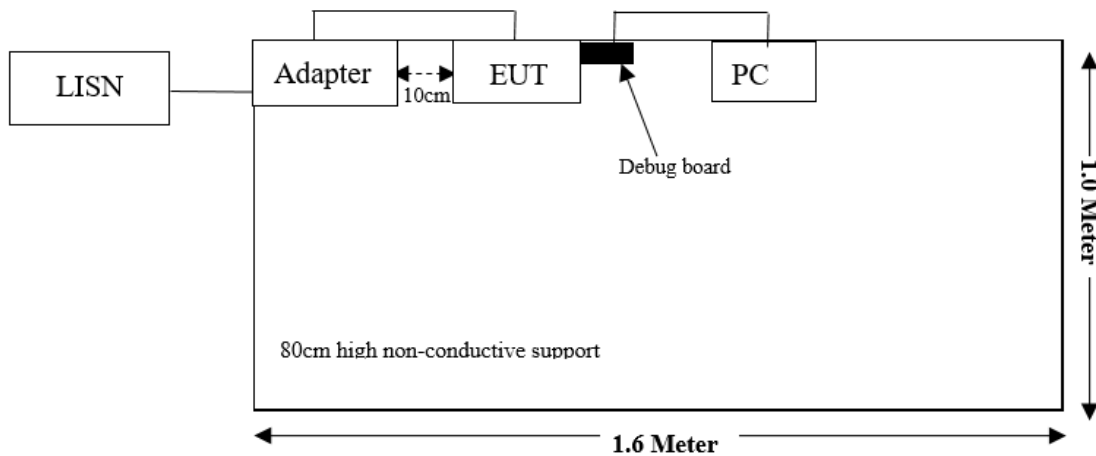 LISN
Adapter
10cm
EUT
PC
Debug board
80cm high non-conductive support
1.0 Meter
1.6 Meter